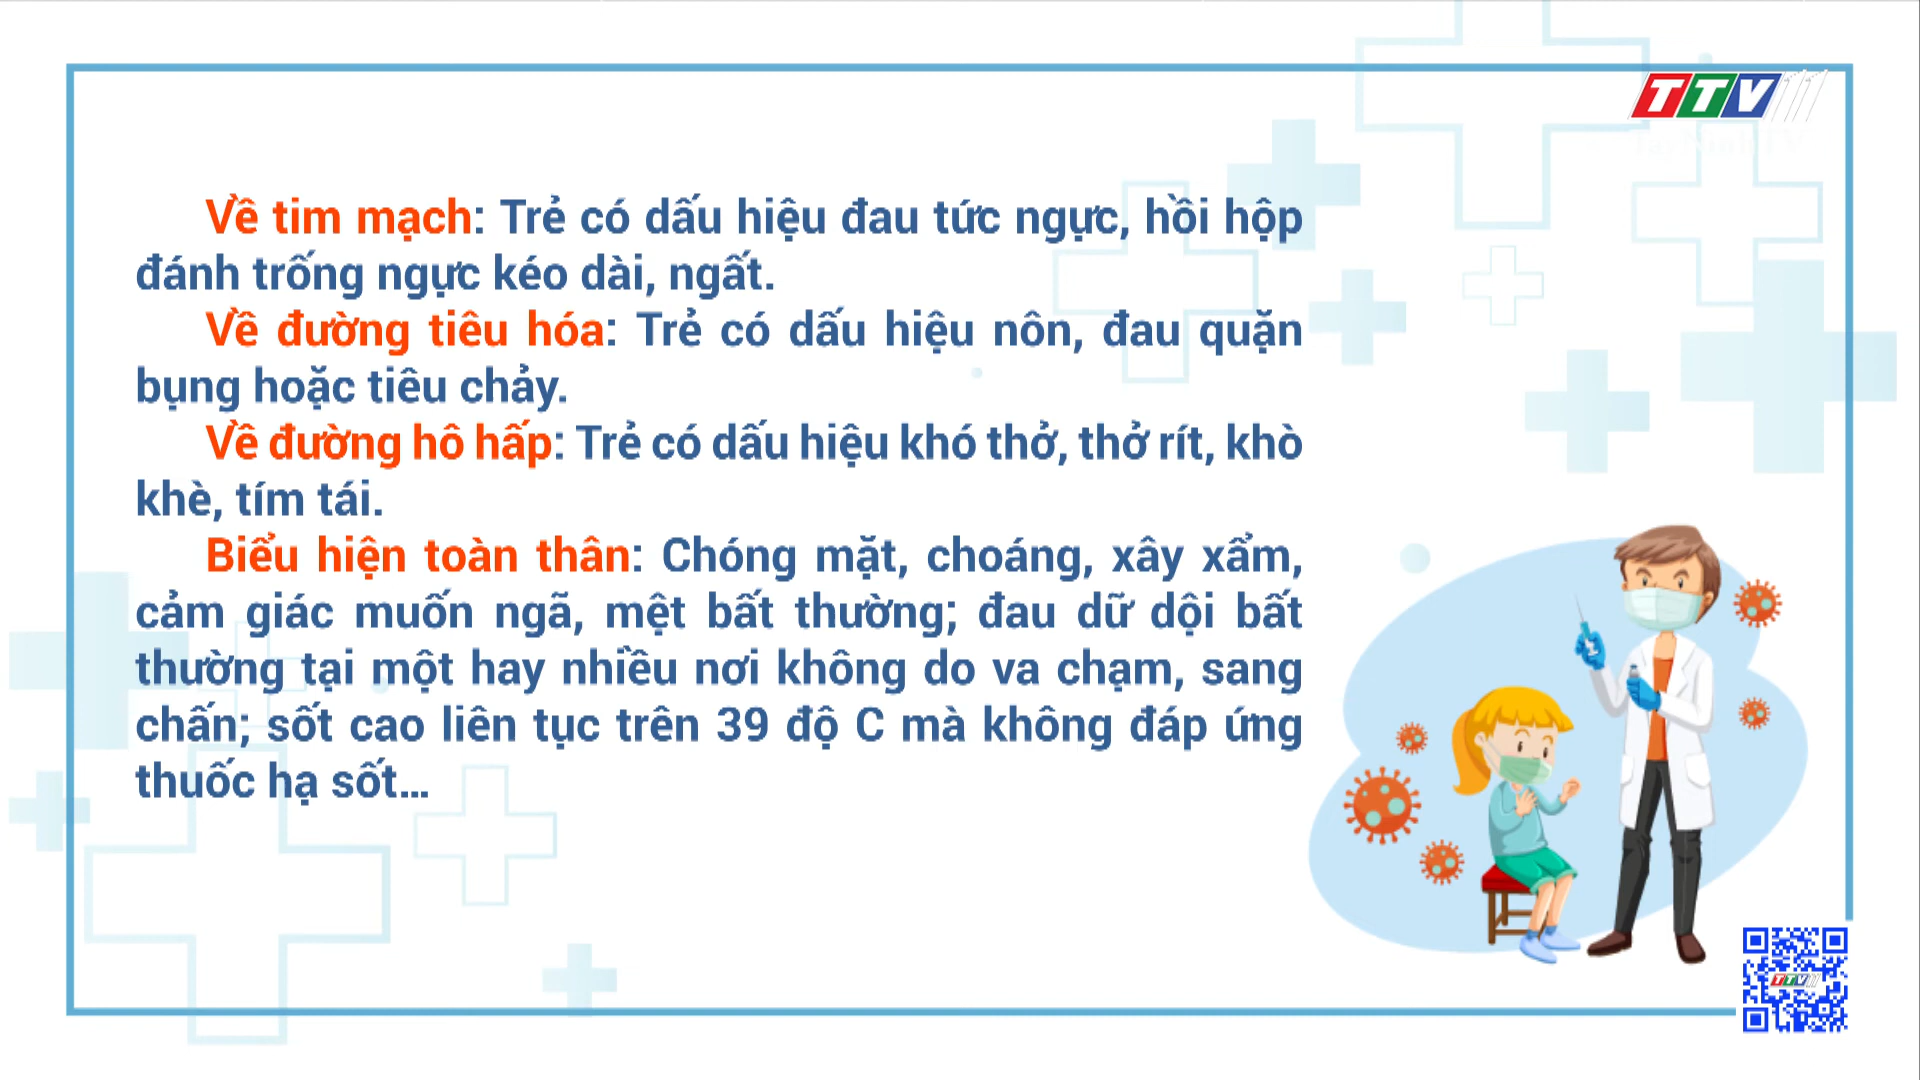 TTV11
Về tim mạch: Trẻ có dấu hiệu đau tức ngực, hồi hộp
đánh trống ngực kéo dài, ngất.
Về đường tiêu hóa: Trẻ có dấu hiệu nôn, đau quặn
bụng hoặc tiêu chảy.
Về đường hô hấp: Trẻ có dấu hiệu khó thở, thở rít, khò
khè, tím tái.
Biểu hiện toàn thân: Chóng mặt, choáng, xây xẩm,
cảm giác muốn ngã, mệt bất thường; đau dữ dội bất
thường tại một hay nhiều nơi không do va chạm, sang
chấn; sốt cao liên tục trên 39 độ C mà không đáp ứng
thuốc hạ sốt...
TTV11